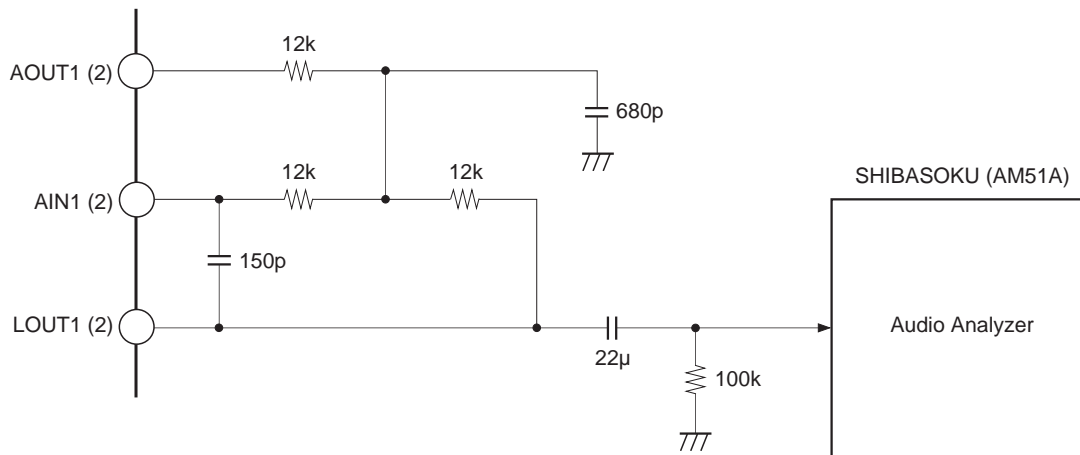 12k
AOUT1 (2)
680p
12k
12k
SHIBASOKU (AM51A)
AIN1 (2)
150p
LOUT1 (2)
Audio Analyzer
22μ
100k